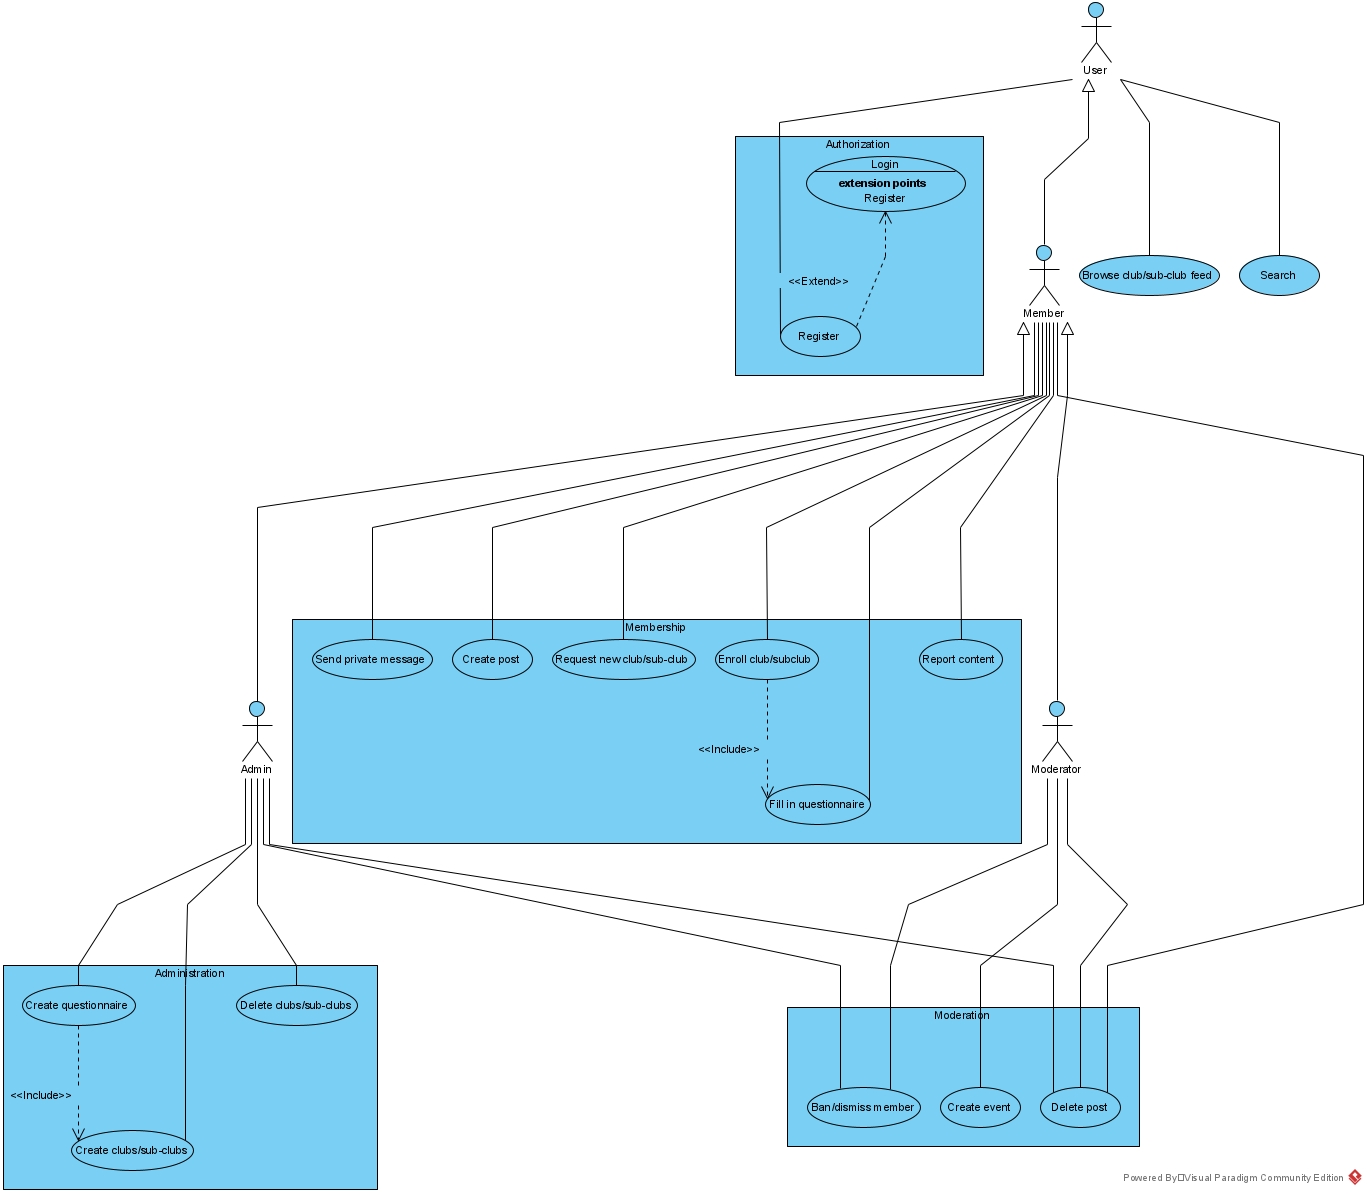 User
Authorization
Login
extension points
Register
<<Extend>>
Register
Member
Browse club/sub-club feed
Search
Membership
Send private message
Create post
Request new club/sub-club
Enroll club/subclub
Report content
<<Include>>
Fill in questionnaire
Admin
Moderator
Administration
Create questionnaire
Delete clubs/sub-clubs
<<Include>>
Create clubs/sub-clubs
Moderation
Ban/dismiss member
Create event
Delete post
Powered By Visual Paradigm Community Edition